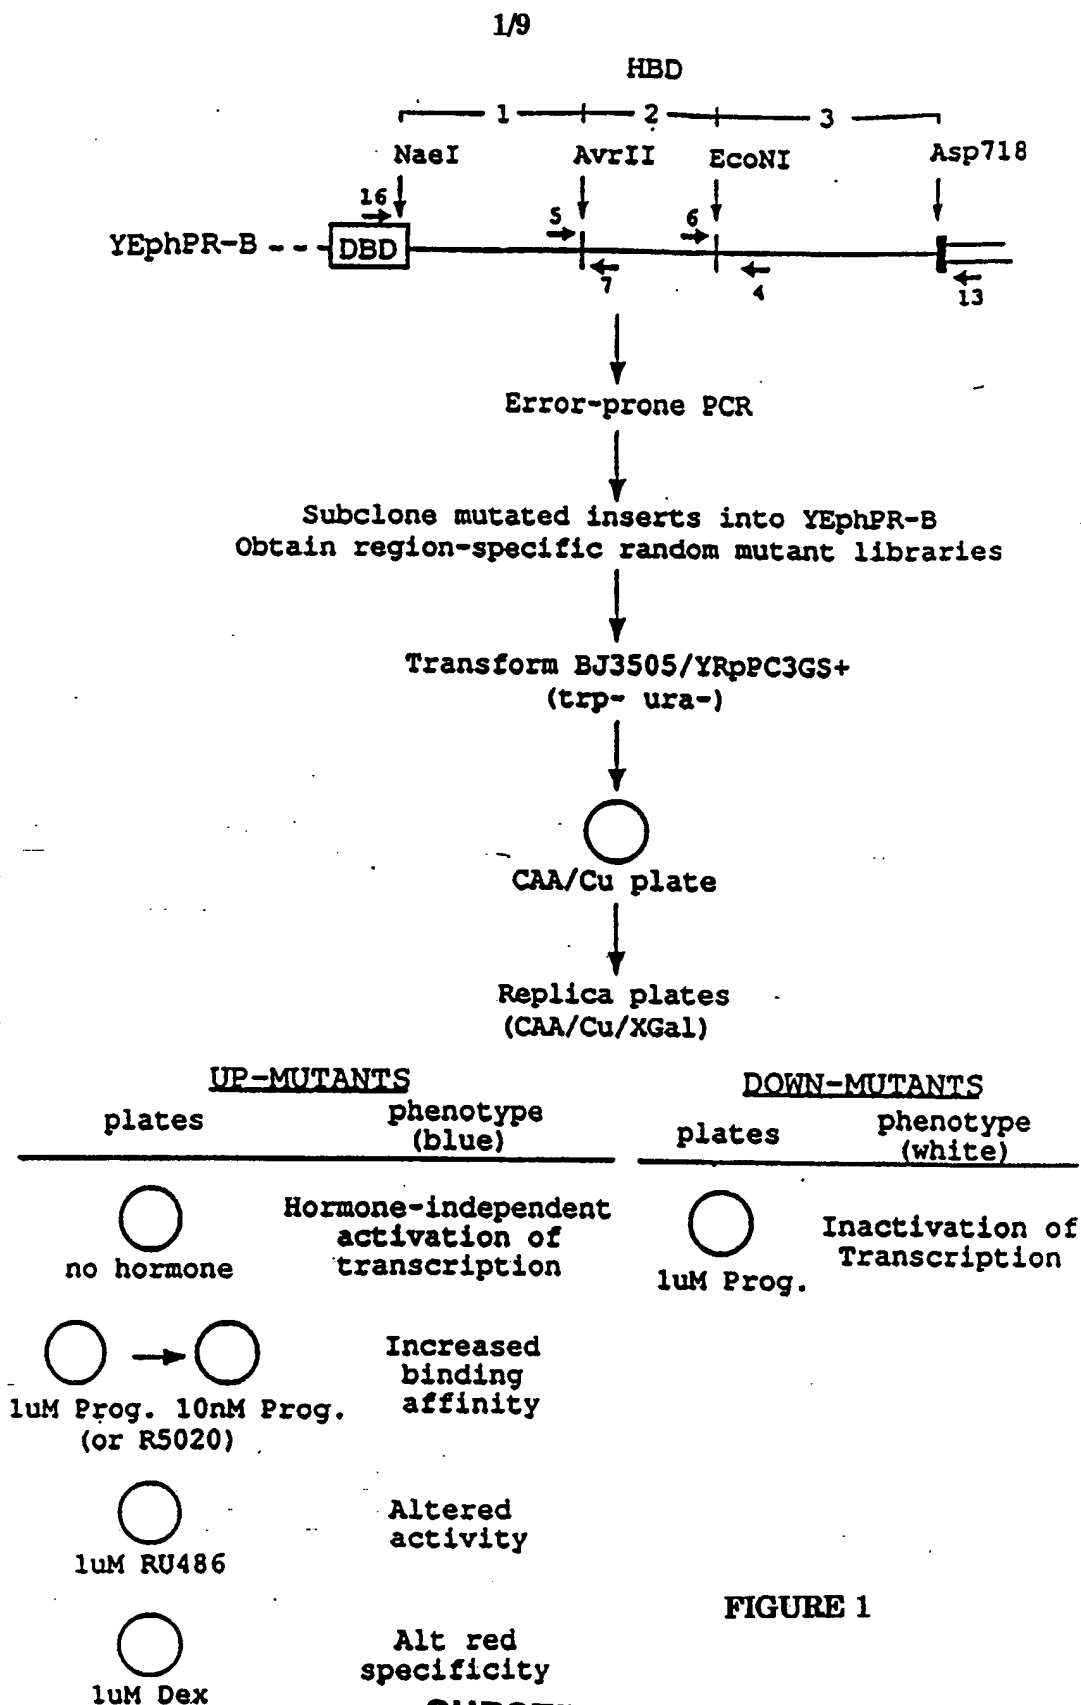 1/9
HBD
1 2 3
NaeI AvrII EcoNI Asp718
16 5 6
YEphPR-B DBD
7 4 13
Error-prone PCR
Subclone mutated inserts into YEphPR-B
Obtain region-specific random mutant libraries
Transform BJ3505/YRpPC3GS+
(trp- ura-)
CAA/Cu plate
Replica plates
(CAA/Cu/XGal)
UP-MUTANTS
plates phenotype
(blue)
no hormone
Hormone-independent
activation of
transcription
1uM Prog. 10nM Prog.
(or R5020)
Increased
binding
affinity
1uM RU486
Altered
activity
1uM Dex
Alt red
specificity
DOWN-MUTANTS
plates phenotype
(white)
1uM Prog.
Inactivation of
Transcription
FIGURE 1